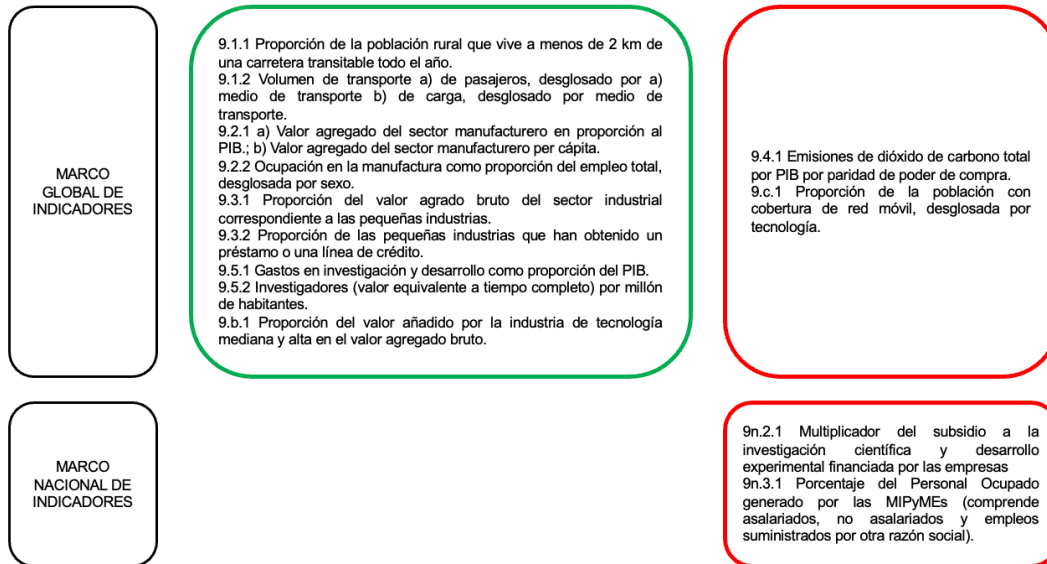 MARCO
GLOBAL DE
INDICADORES
9.1.1 Proporción de la población rural que vive a menos de 2 km de
una carretera transitable todo el año.
9.1.2 Volumen de transporte a) de pasajeros, desglosado por a)
medio de transporte b) de carga, desglosado por medio de
transporte.
9.2.1 a) Valor agregado del sector manufacturero en proporción al
PIB.; b) Valor agregado del sector manufacturero per cápita.
9.2.2 Ocupación en la manufactura como proporción del empleo total,
desglosada por sexo.
9.3.1 Proporción del valor agrado bruto del sector industrial
correspondiente a las pequeñas industrias.
9.3.2 Proporción de las pequeñas industrias que han obtenido un
préstamo o una línea de crédito.
9.5.1 Gastos en investigación y desarrollo como proporción del PIB.
9.5.2 Investigadores (valor equivalente a tiempo completo) por millón
de habitantes.
9.b.1 Proporción del valor añadido por la industria de tecnología
mediana y alta en el valor agregado bruto.
9.4.1 Emisiones de dióxido de carbono total
por PIB por paridad de poder de compra.
9.c.1 Proporción de la población con
cobertura de red móvil, desglosada por
tecnología.
MARCO
NACIONAL DE
INDICADORES
9n.2.1 Multiplicador del subsidio a la
investigación científica y desarrollo
experimental financiada por las empresas
9n.3.1 Porcentaje del Personal Ocupado
generado por las MIPyMEs (comprende
asalariados, no asalariados y empleos
suministrados por otra razón social).